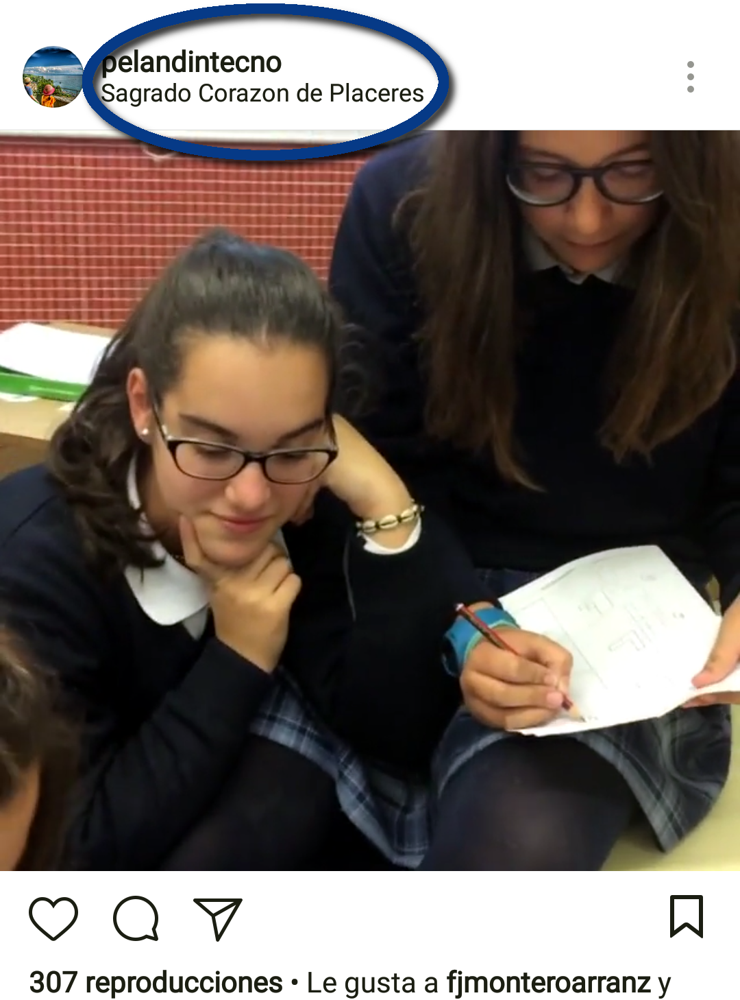 pelandintecno
Sagrado Corazon de Placeres
307 reproducciones • Le gusta a fjmonteroarranz y